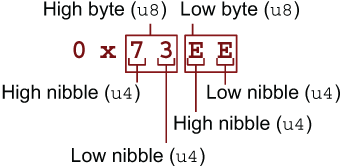 High byte (u8) Low byte (u8)
0 x 7 3 E E
High nibble (u4) Low nibble (u4)
High nibble (u4)
Low nibble (u4)